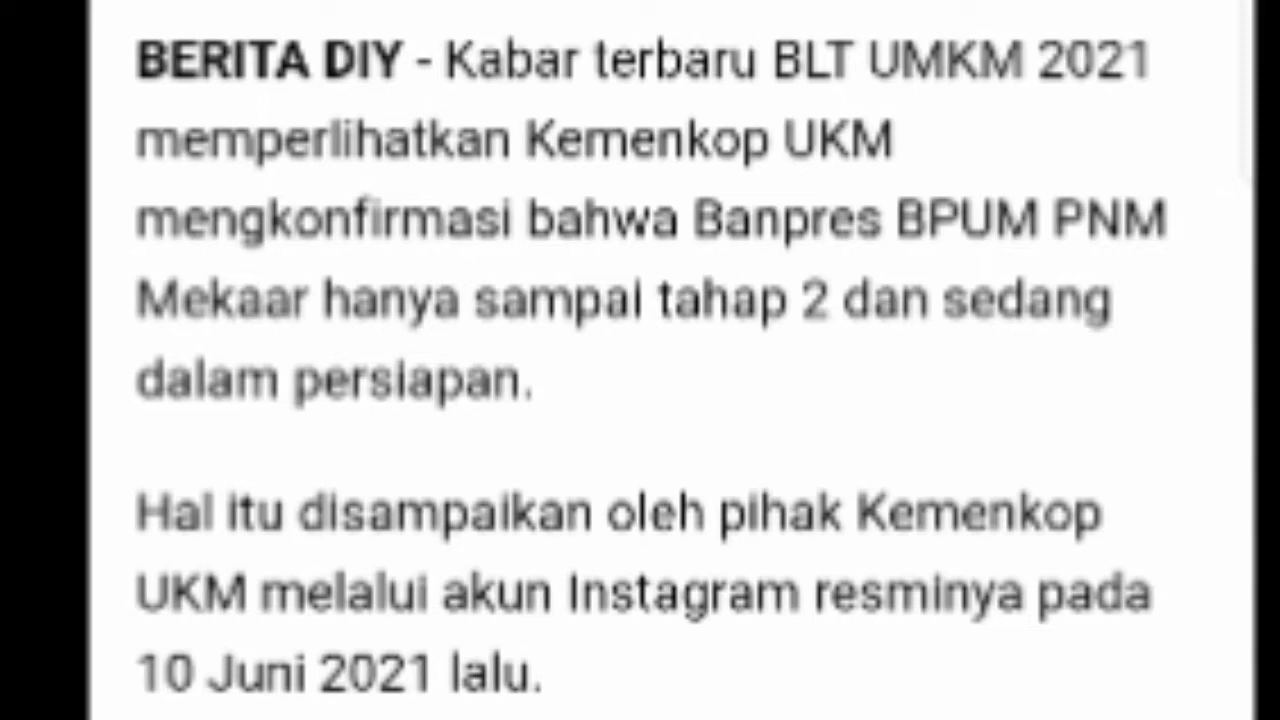 BERITA DIY - Kabar terbaru BLT UMKM 2021
memperlihatkan Kemenkop UKM
mengkonfirmasi bahwa Banpres BPUM PNM
Mekaar hanya sampai tahap 2 dan sedang
dalam persiapan.
Hal itu disampaikan oleh pihak Kemenkop
UKM melalui akun Instagram resminya pada
10 Juni 2021 lalu.